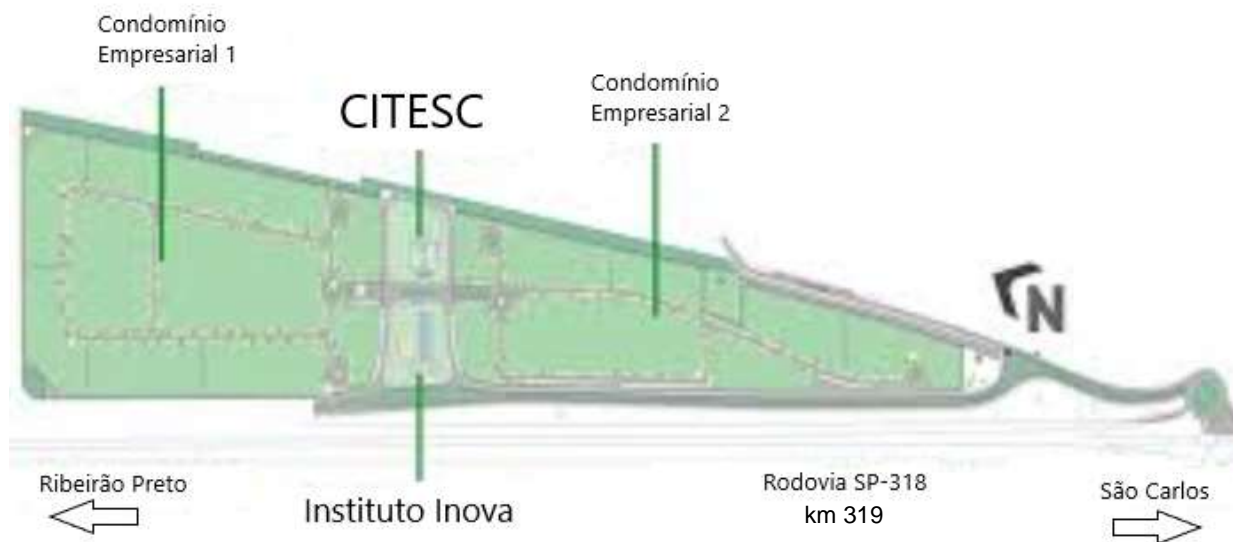 Condomínio
Empresarial 1
CITESC
Condomínio
Empresarial 2
N
Ribeirão Preto
Instituto Inova
Rodovia SP-318
km 319
São Carlos